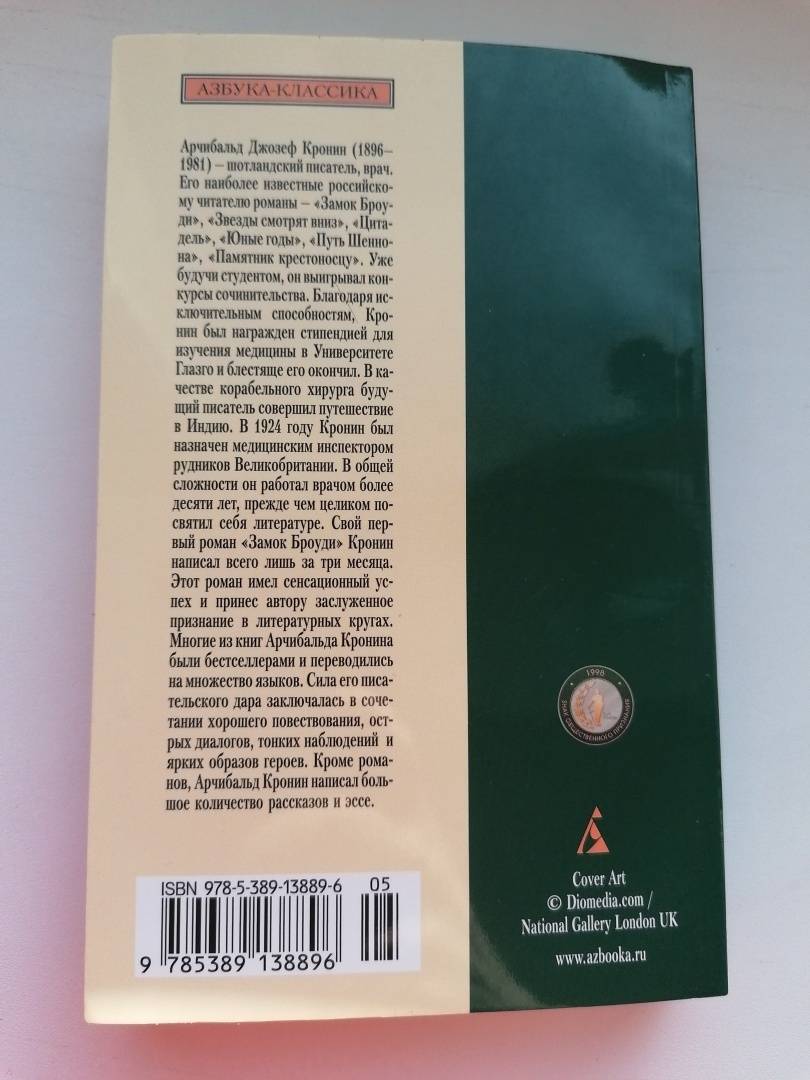 АЗБУКА-КЛАССИКА
Арчибальд Джозеф Кронин (1896–
1981) – шотландский писатель, врач.
Его наиболее известные российско-
му читателю романы – «Замок Броу-
ди», «Звезды смотрят вниз», «Цита-
дель», «Юные годы», «Путь Шенно-
на», «Памятник крестоносцу». Уже
будучи студентом, он выигрывал кон-
курсы сочинительства. Благодаря ис-
ключительным способностям, Кро-
нин был награжден стипендией для
изучения медицины в Университете
Глазго и блестяще его окончил. В ка-
честве корабельного хирурга буду-
щий писатель совершил путешествие
в Индию. В 1924 году Кронин был
назначен медицинским инспектором
рудников Великобритании. В общей
сложности он работал врачом более
десяти лет, прежде чем целиком по-
святил себя литературе. Свой пер-
вый роман «Замок Броуди» Кронин
написал всего лишь за три месяца.
Этот роман имел сенсационный ус-
пех и принес автору заслуженное
признание в литературных кругах.
Многие из книг Арчибальда Кронина
были бестселлерами и переводились
на множество языков. Сила его писа-
тельского дара заключалась в соче-
тании хорошего повествования, ост-
рых диалогов, тонких наблюдений и
ярких образов героев. Кроме рома-
нов, Арчибальд Кронин написал боль-
шое количество рассказов и эссе.
ISBN 978-5-389-13889-6
05
9 785389 138896
1998
ЗНАК ОБЩЕСТВЕННОГО ПРИЗНАНИЯ
Cover Art
© Diomedia.com /
National Gallery London UK
www.azbooka.ru